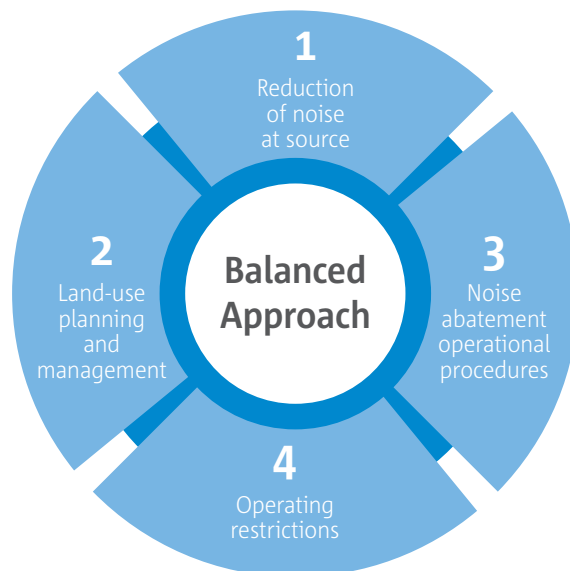 1
Reduction
of noise
at source
2
Land-use
planning
and
management
Balanced
Approach
3
Noise
abatement
operational
procedures
4
Operating
restrictions